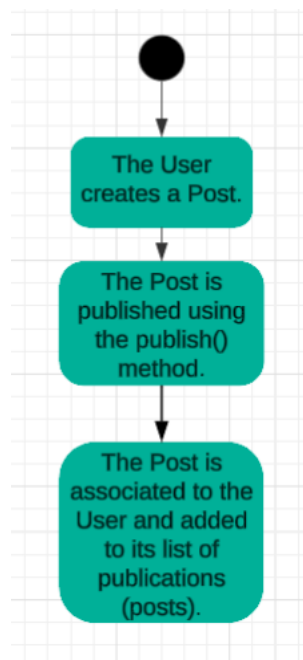 The User
creates a Post.
The Post is
published using
the publish()
method.
The Post is
associated to the
User and added
to its list of
publications
(posts).